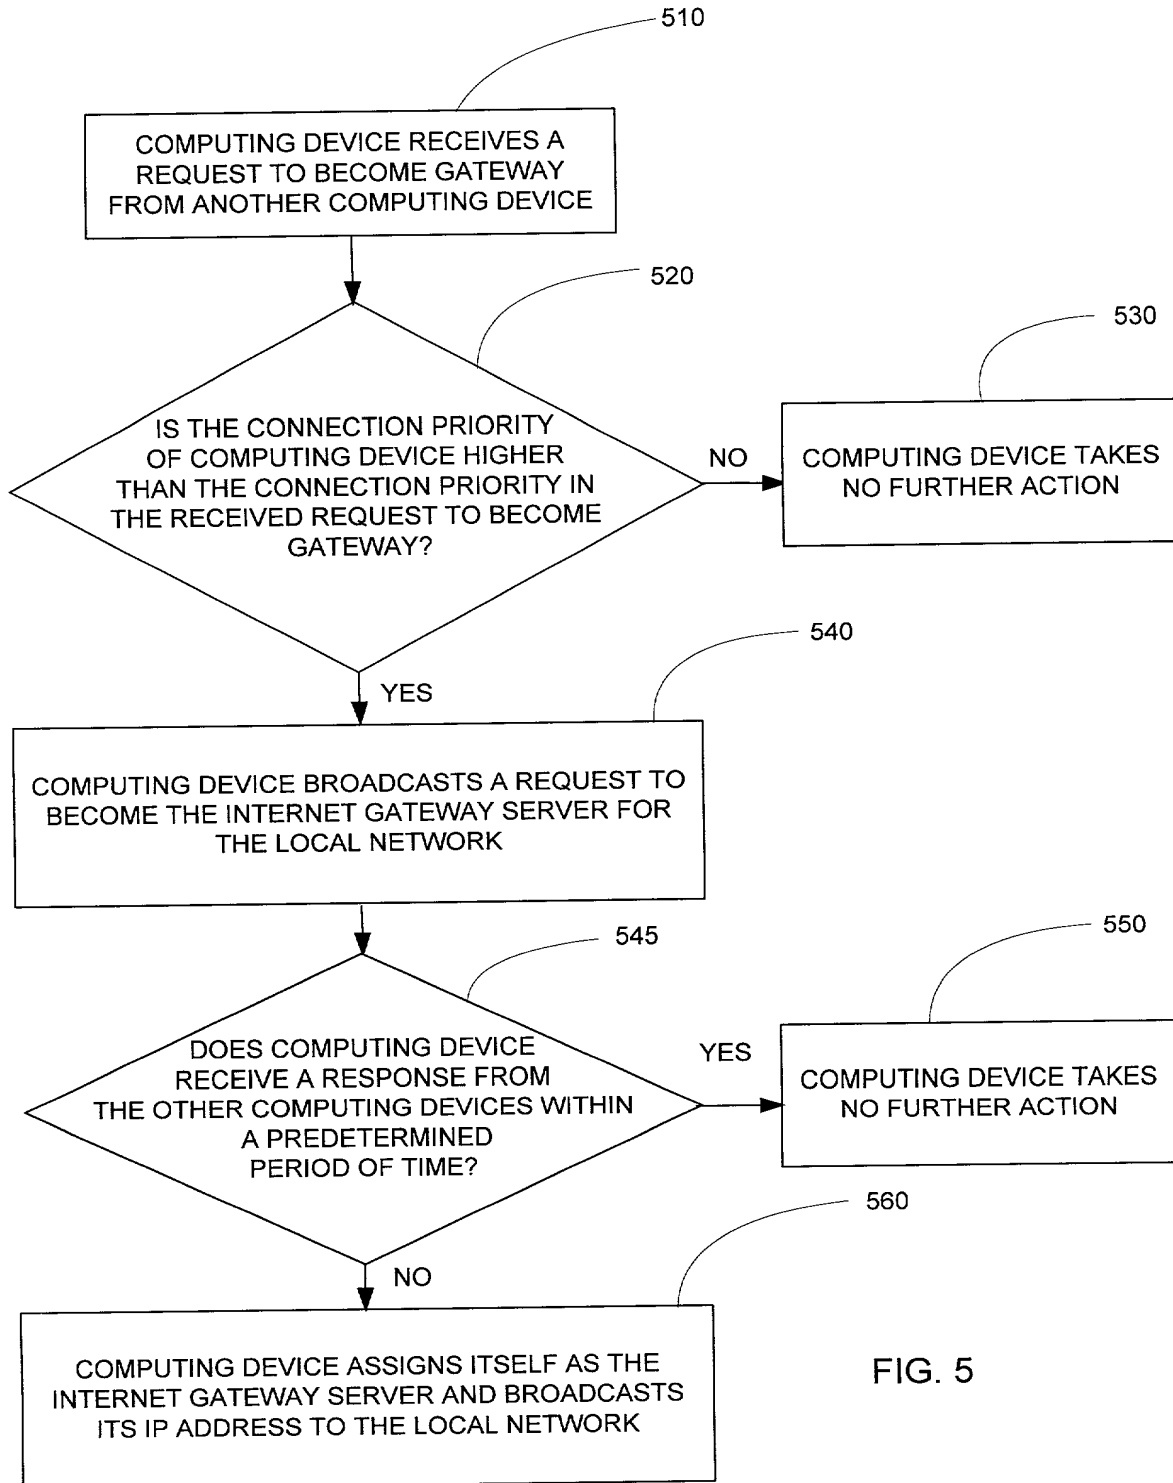 510
COMPUTING DEVICE RECEIVES A
REQUEST TO BECOME GATEWAY
FROM ANOTHER COMPUTING DEVICE
520
530
IS THE CONNECTION PRIORITY
OF COMPUTING DEVICE HIGHER
THAN THE CONNECTION PRIORITY IN
THE RECEIVED REQUEST TO BECOME
GATEWAY?
NO
COMPUTING DEVICE TAKES
NO FURTHER ACTION
540
YES
COMPUTING DEVICE BROADCASTS A REQUEST TO
BECOME THE INTERNET GATEWAY SERVER FOR
THE LOCAL NETWORK
545
550
DOES COMPUTING DEVICE
RECEIVE A RESPONSE FROM
THE OTHER COMPUTING DEVICES WITHIN
A PREDETERMINED
PERIOD OF TIME?
YES
COMPUTING DEVICE TAKES
NO FURTHER ACTION
560
NO
COMPUTING DEVICE ASSIGNS ITSELF AS THE
INTERNET GATEWAY SERVER AND BROADCASTS
ITS IP ADDRESS TO THE LOCAL NETWORK
FIG. 5